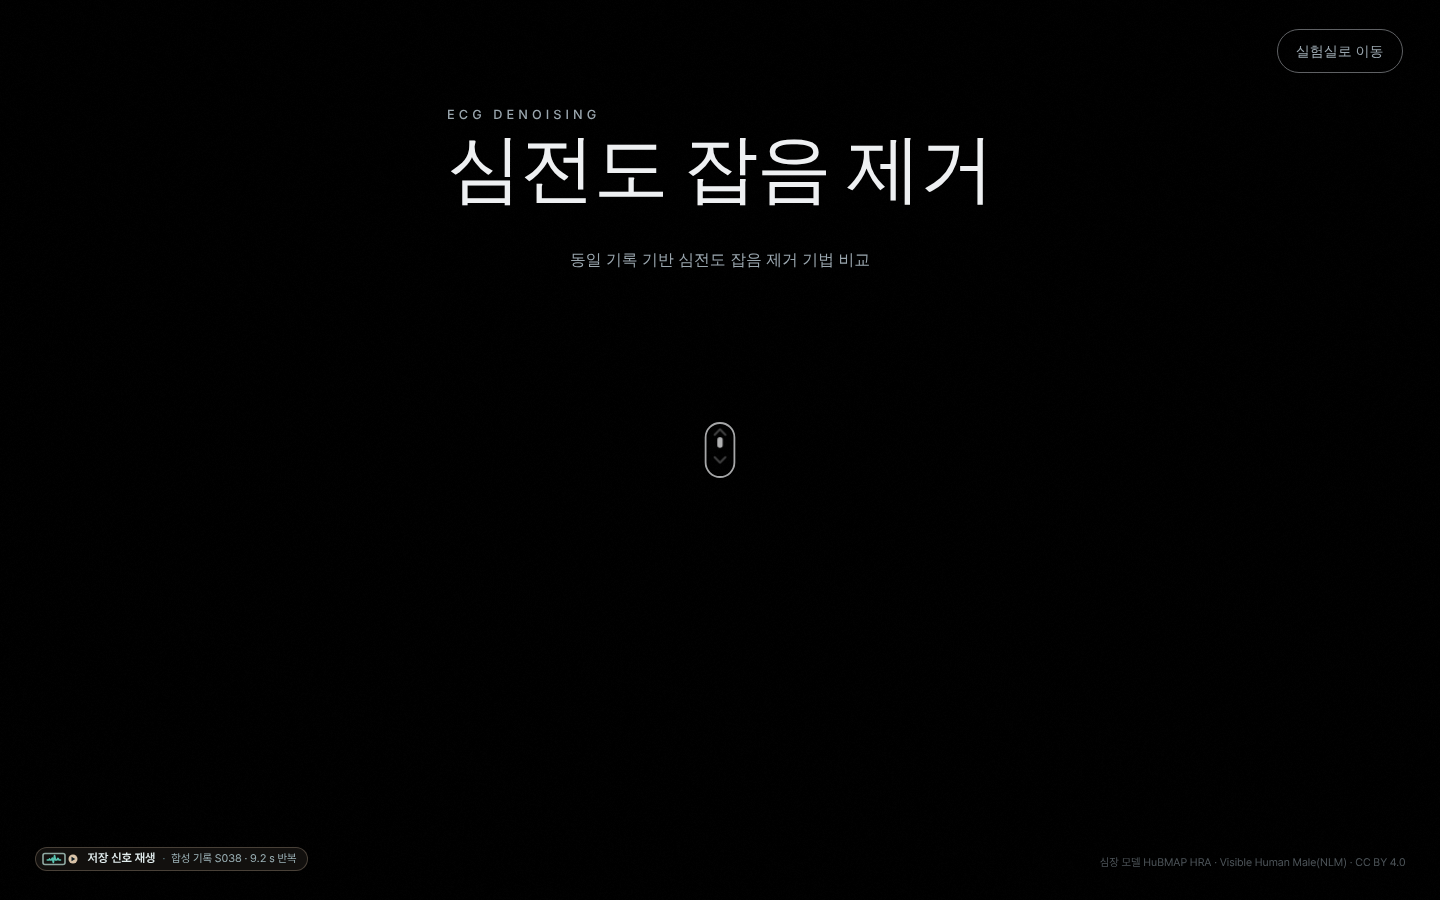 실험실로 이동
ECG DENOISING
심전도 잡음 제거
동일 기록 기반 심전도 잡음 제거 기법 비교
저장 신호 재생 · 합성 기록 S038 · 9.2 s 반복
심장 모델 HuBMAP HRA · Visible Human Male(NLM) · CC BY 4.0